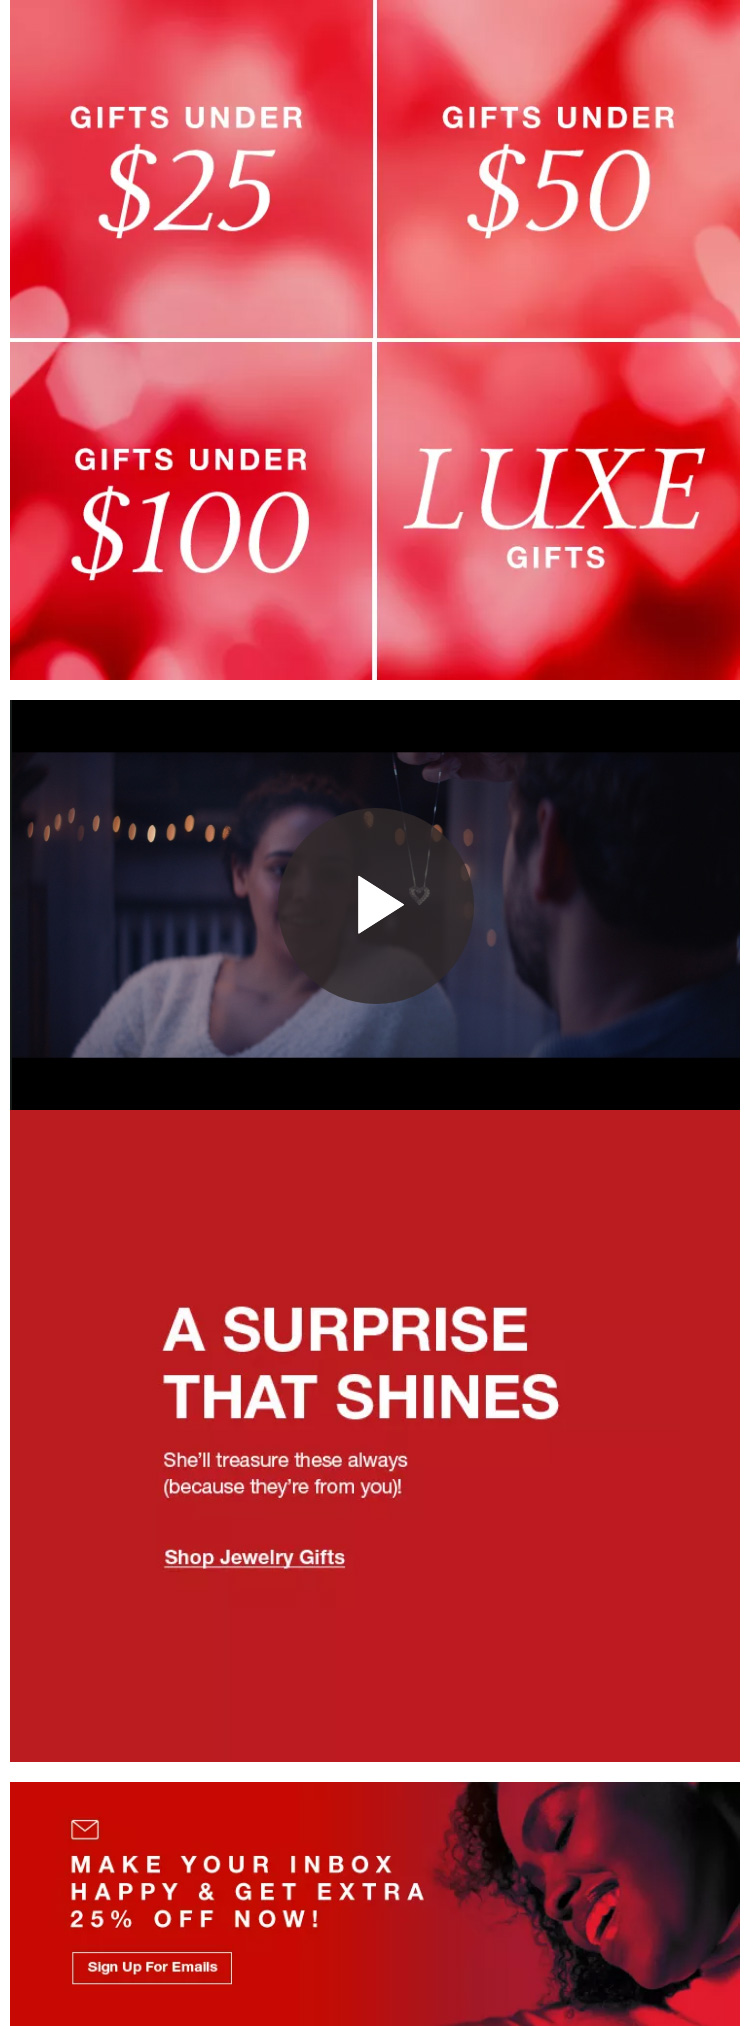 GIFTS UNDER
$25
GIFTS UNDER
$50
GIFTS UNDER
$100
LUXE
GIFTS
A SURPRISE
THAT SHINES
She'll treasure these always
(because they're from you)!
Shop Jewelry Gifts
MAKE YOUR INBOX
HAPPY & GET EXTRA
25% OFF NOW!
Sign Up For Emails